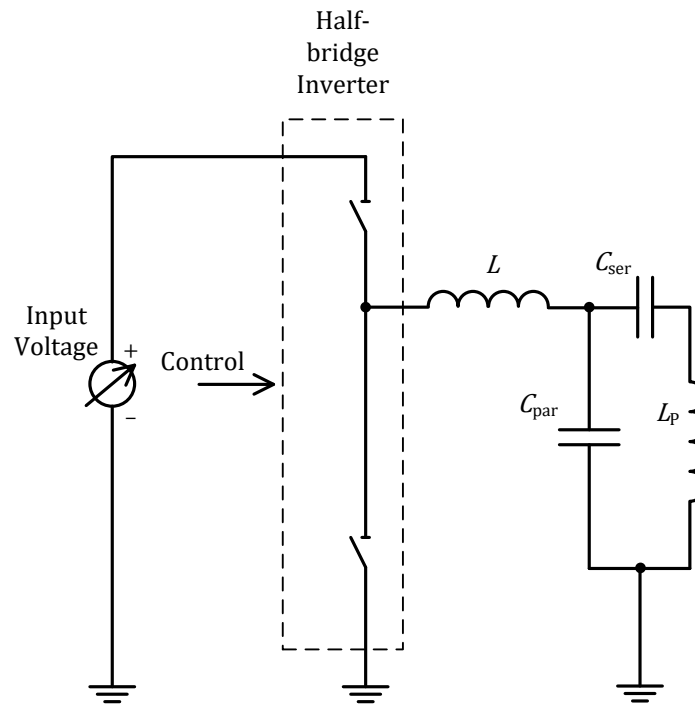 Half-
bridge
Inverter
L
Cser
Input
Voltage
+
Control
−
Cpar
LP